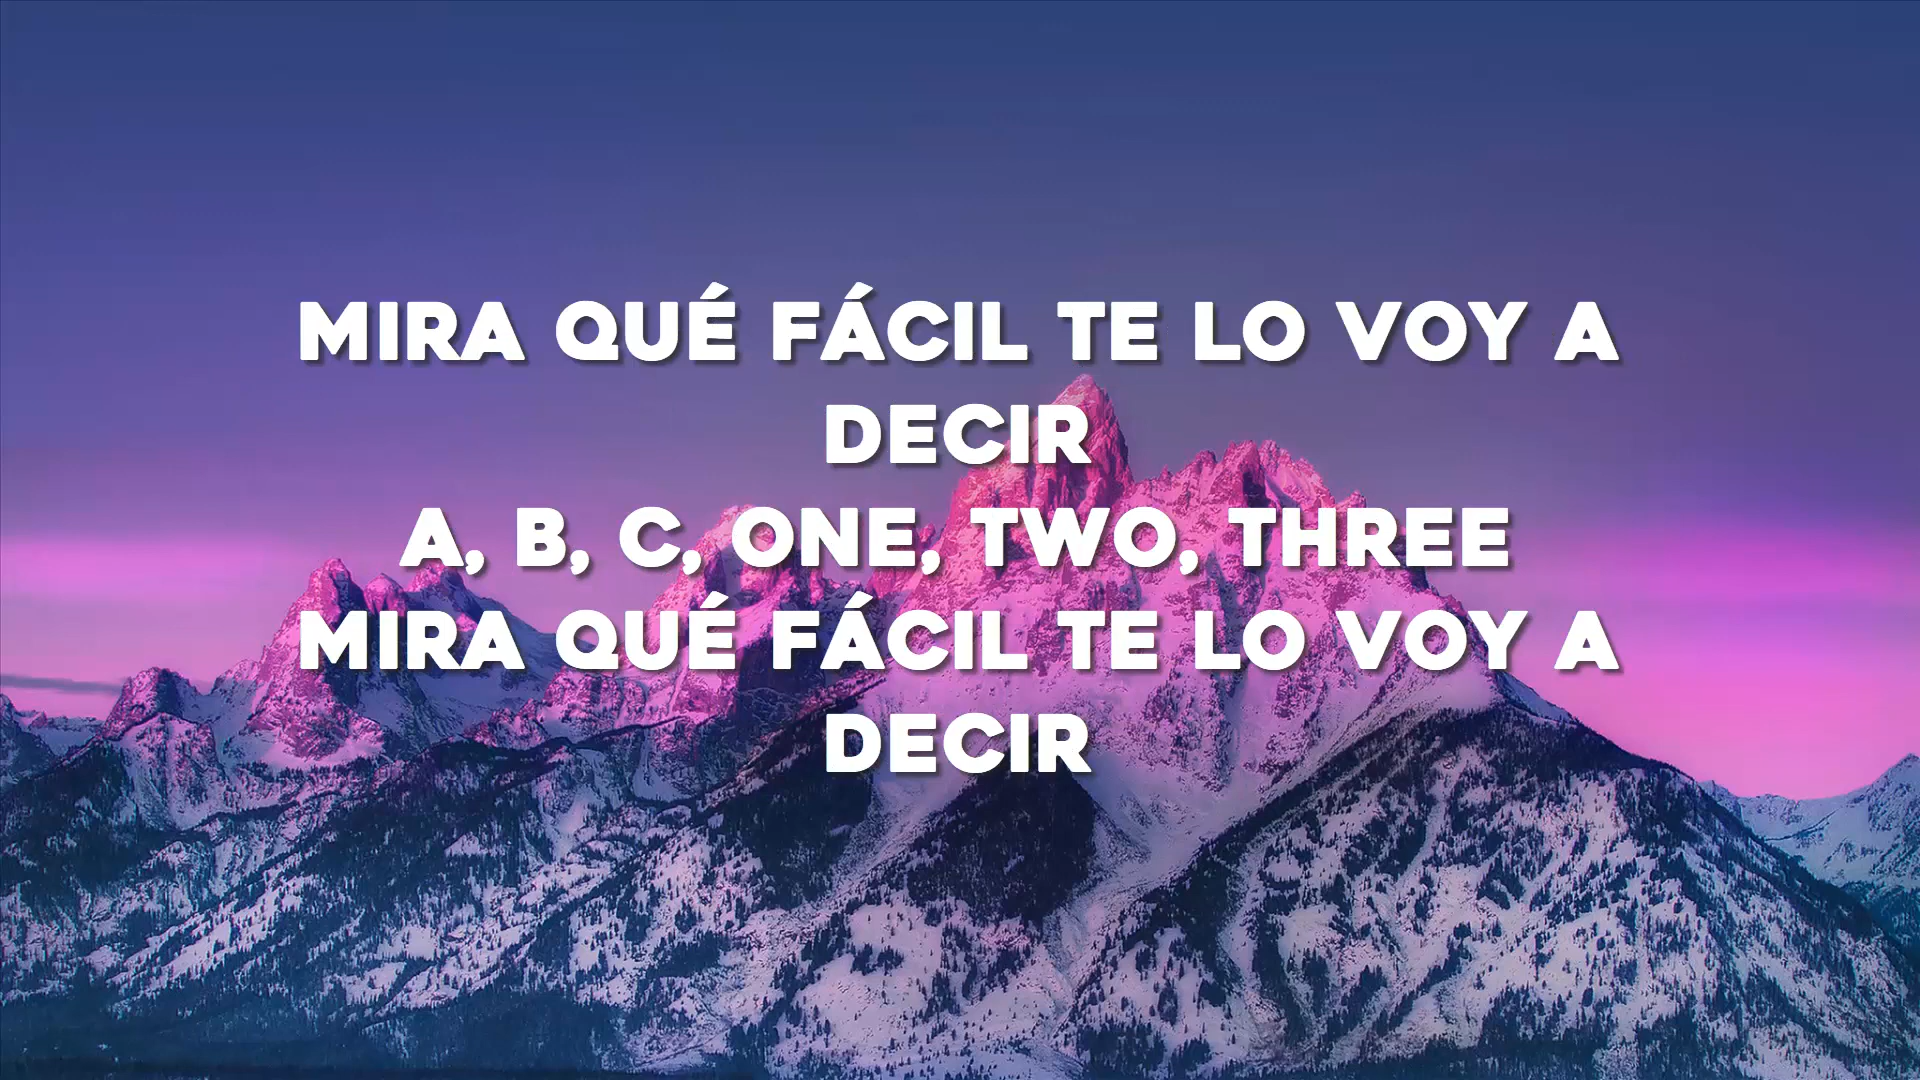 MIRA QUÉ FÁCIL TE LO VOY A
DECIR
A, B, C, ONE, TWO, THREE
MIRA QUÉ FÁCIL TE LO VOY A
DECIR